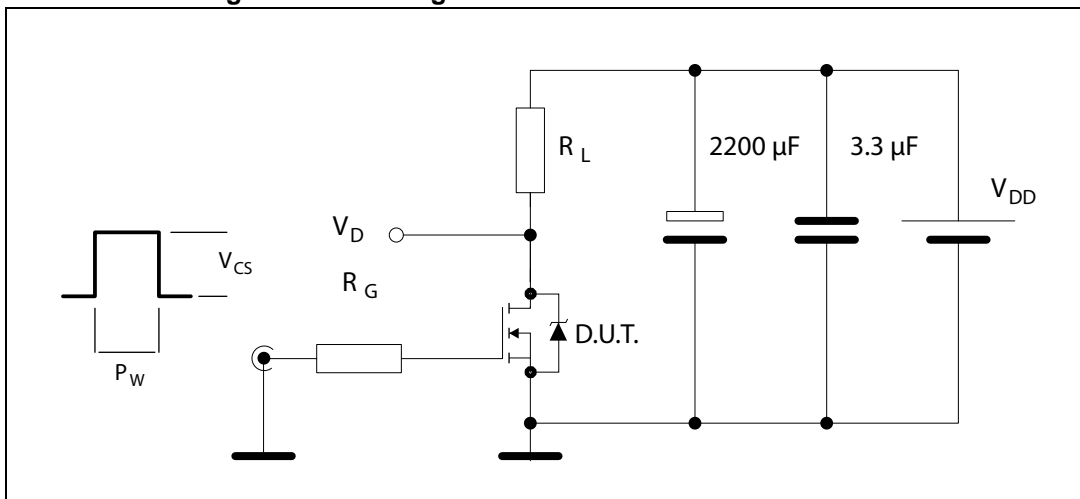 R L
2200 µF
3.3 µF
V DD
V D
R G
V CS
P W
D.U.T.